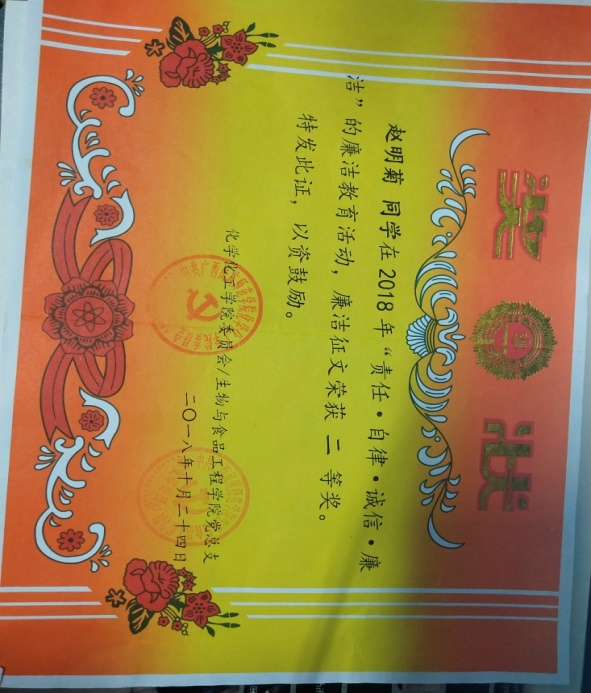 奖状
赵明菊 同学在 2018 年“责任·自律·诚信·廉
洁”的廉洁教育活动，廉洁征文荣获 二 等奖。
特发此证，以资鼓励。
化学化工学院委员会/生物与食品工程学院党总支
二〇一八年十月二十四日